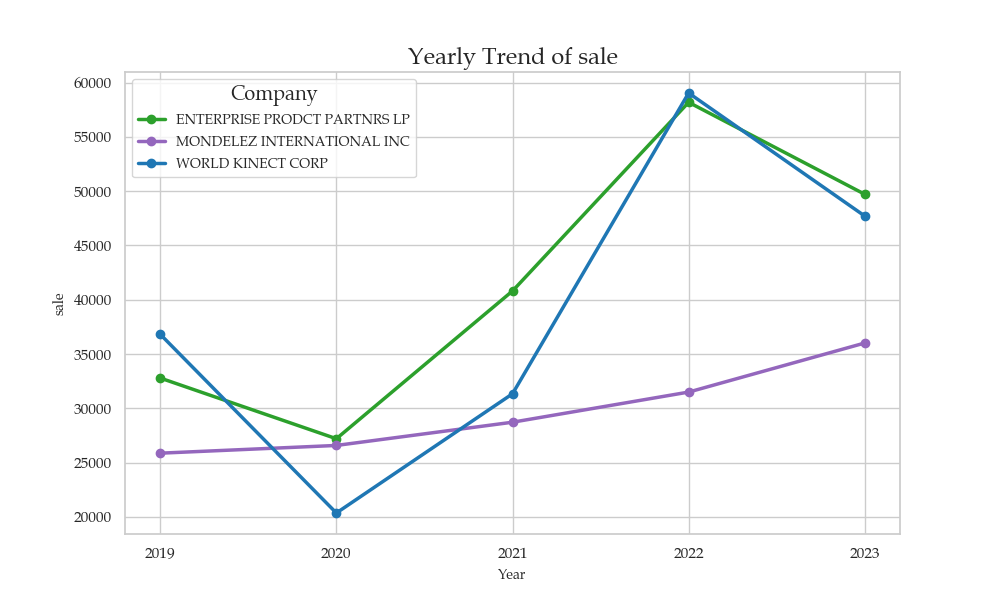 Yearly Trend of sale
Company
ENTERPRISE PRODCT PARTNRS LP
MONDELEZ INTERNATIONAL INC
WORLD KINECT CORP
60000
55000
50000
45000
40000
35000
30000
25000
20000
sale
2019 2020 2021 2022 2023
Year